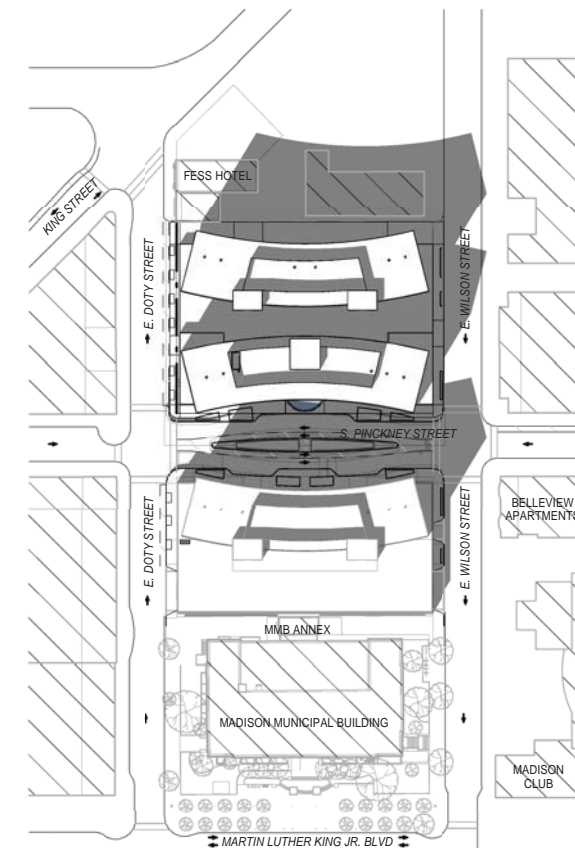 FESS HOTEL
KING STREET
E. DOTY STREET
E. WILSON STREET
S. PINCKNEY STREET
E. DOTY STREET
E. WILSON STREET
BELLEVIEW
APARTMENTS
MMB ANNEX
MADISON MUNICIPAL BUILDING
MADISON
CLUB
MARTIN LUTHER KING JR. BLVD